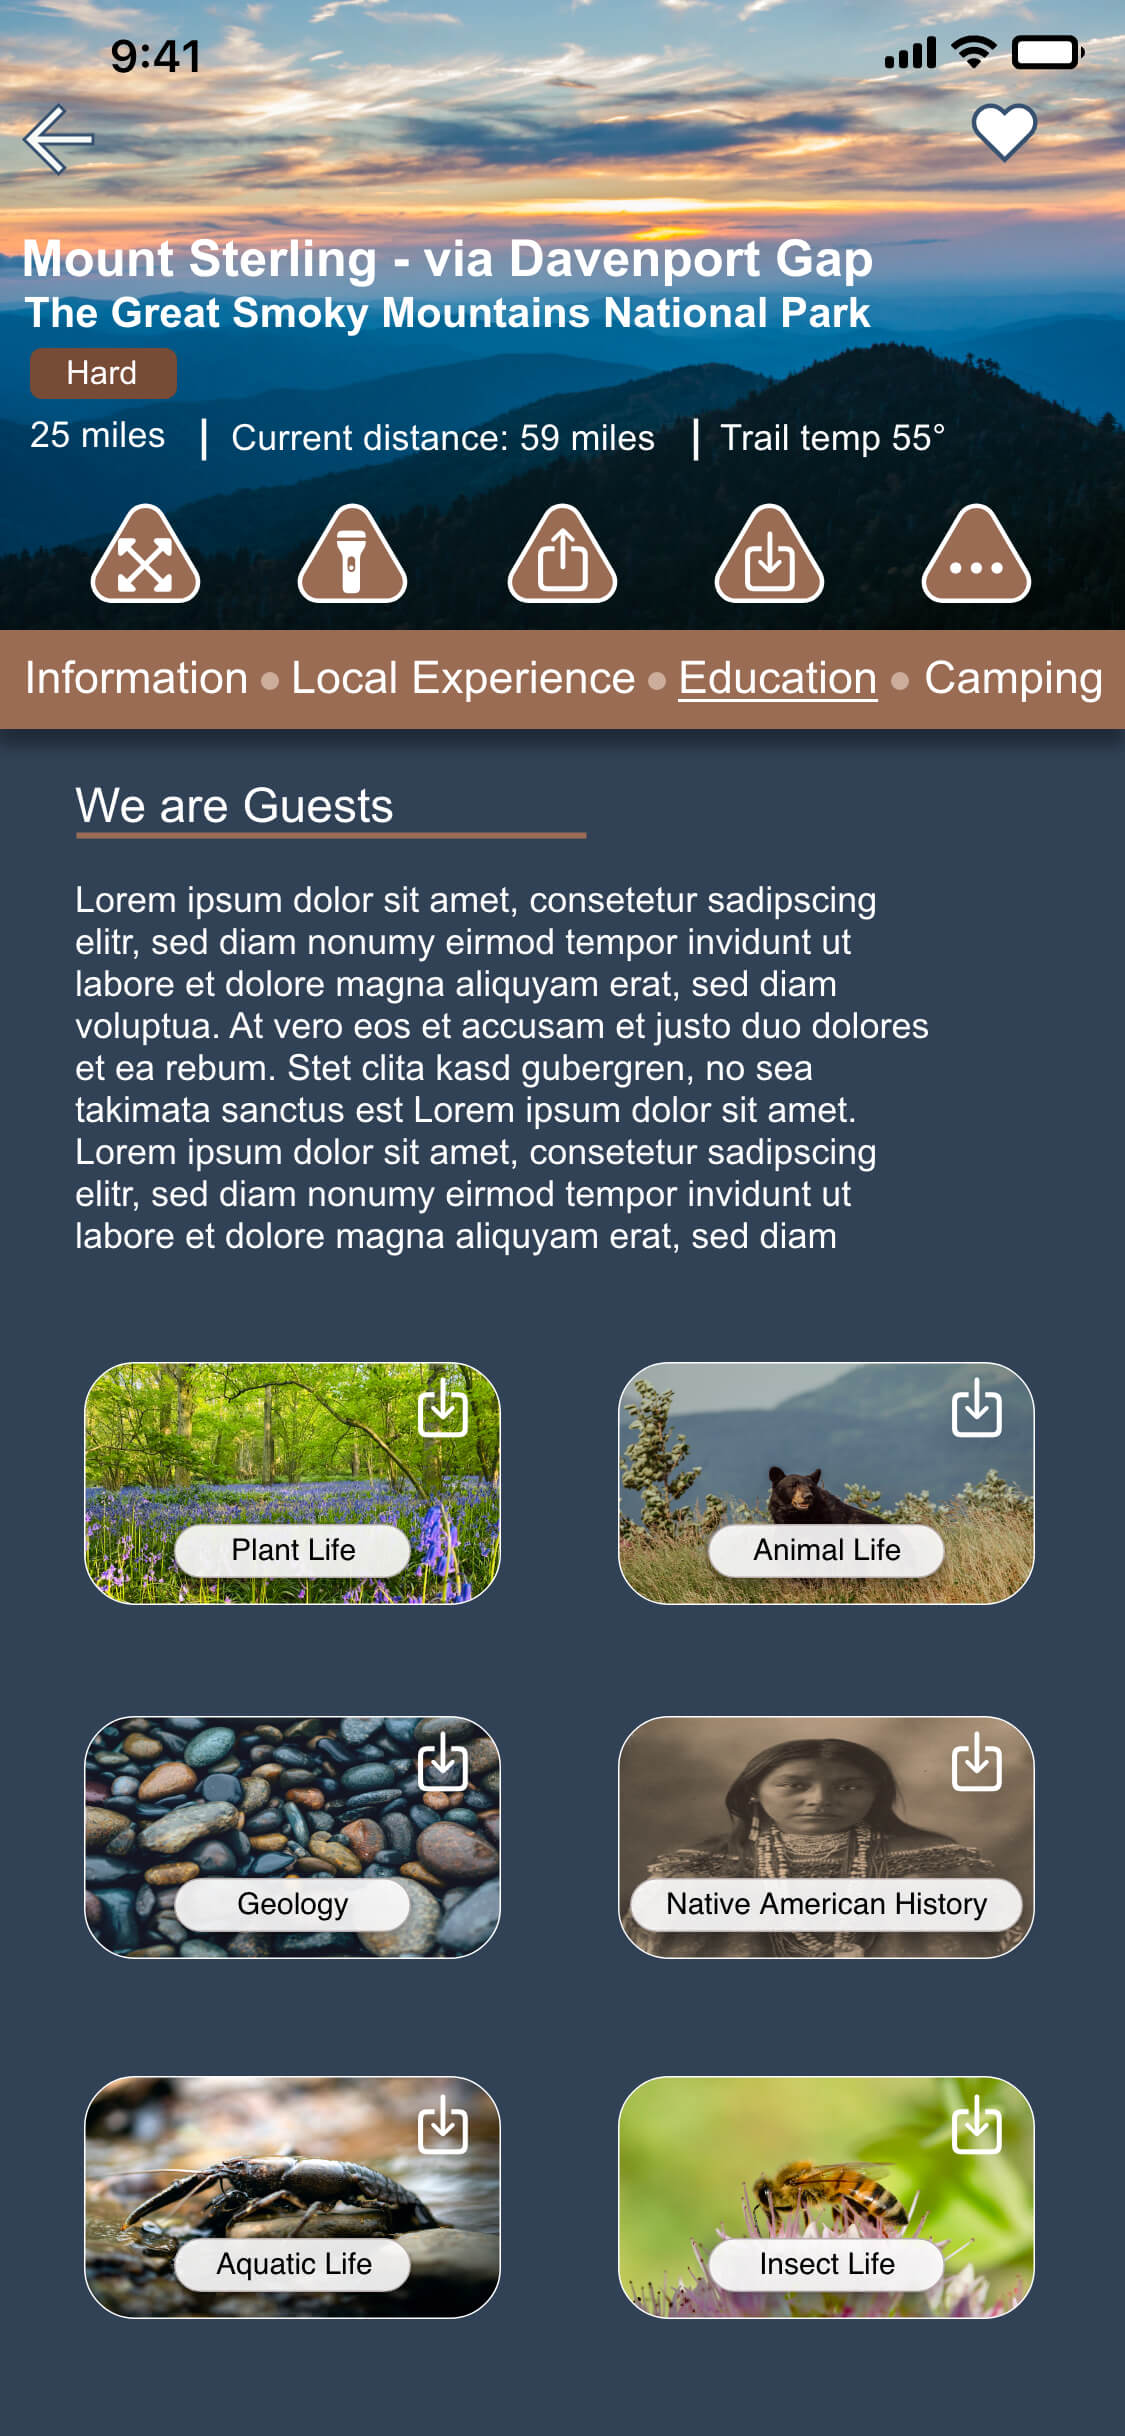 9:41
Mount Sterling - via Davenport Gap
The Great Smoky Mountains National Park
Hard
25 miles | Current distance: 59 miles | Trail temp 55°
Information • Local Experience • Education • Camping
We are Guests
Lorem ipsum dolor sit amet, consetetur sadipscing
elitr, sed diam nonumy eirmod tempor invidunt ut
labore et dolore magna aliquyam erat, sed diam
voluptua. At vero eos et accusam et justo duo dolores
et ea rebum. Stet clita kasd gubergren, no sea
takimata sanctus est Lorem ipsum dolor sit amet.
Lorem ipsum dolor sit amet, consetetur sadipscing
elitr, sed diam nonumy eirmod tempor invidunt ut
labore et dolore magna aliquyam erat, sed diam
Plant Life
Animal Life
Geology
Native American History
Aquatic Life
Insect Life